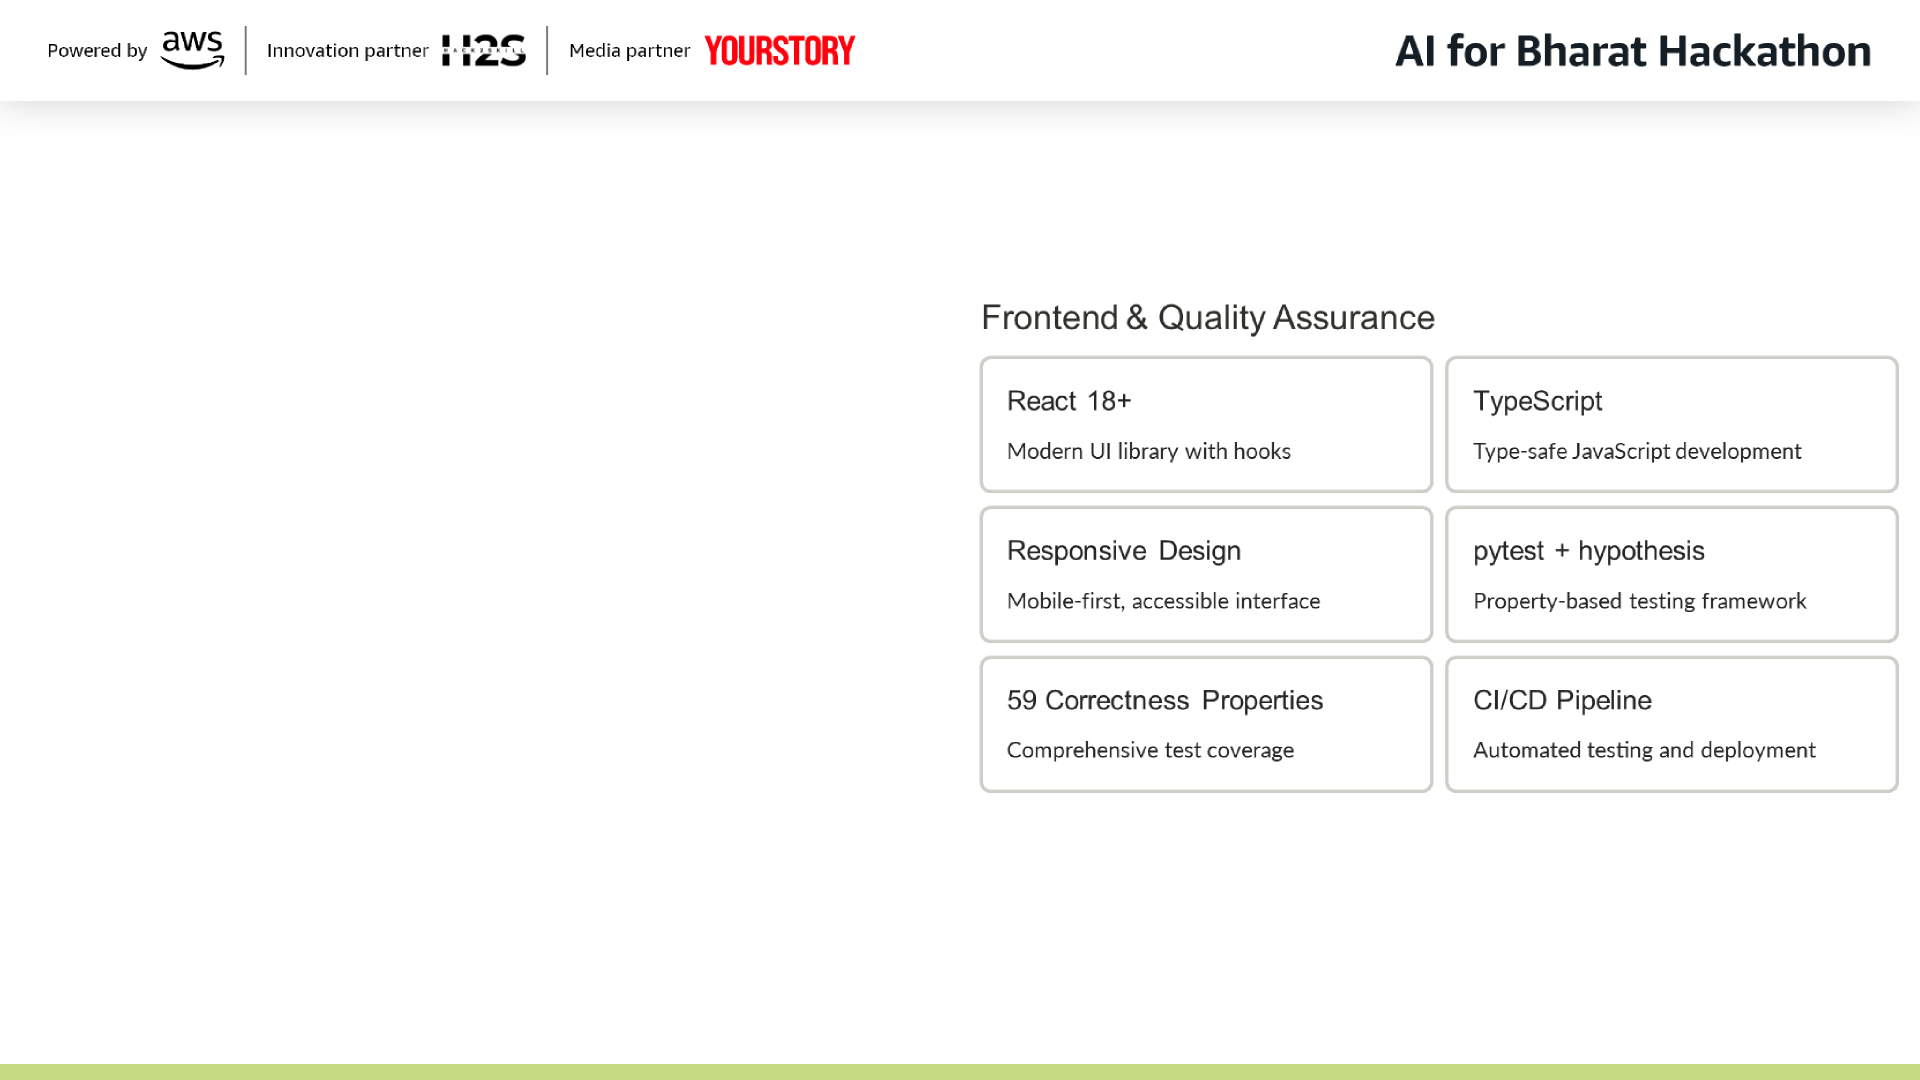 Powered by aws Innovation partner H2S HACK2SKILL Media partner YOURSTORY AI for Bharat Hackathon
Frontend & Quality Assurance
React 18+
Modern UI library with hooks
TypeScript
Type-safe JavaScript development
Responsive Design
Mobile-first, accessible interface
pytest + hypothesis
Property-based testing framework
59 Correctness Properties
Comprehensive test coverage
CI/CD Pipeline
Automated testing and deployment